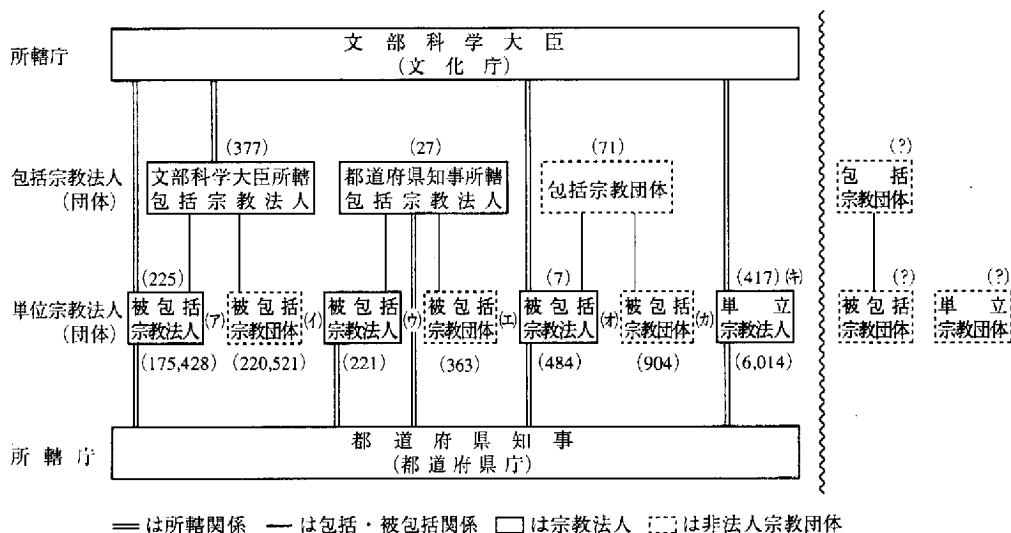 所轄庁
文部科学大臣
(文化庁)
(377)
(27)
(71)
(?)
包括宗教法人
(団体)
文部科学大臣所轄
包括宗教法人
都道府県知事所轄
包括宗教法人
包括宗教団体
包括
宗教団体
(225)
(7)
(417)(キ)
(?)
(?)
単位宗教法人
(団体)
被包括
宗教法人
(ア)
被包括
宗教団体
(イ)
被包括
宗教法人
(ウ)
被包括
宗教団体
(エ)
被包括
宗教法人
(オ)
被包括
宗教団体
(カ)
単立
宗教法人
被包括
宗教団体
単立
宗教団体
(175,428)
(220,521)
(221)
(363)
(484)
(904)
(6,014)
所轄庁
都道府県知事
(都道府県庁)
は所轄関係 は包括・被包括関係 は宗教法人 は非法人宗教団体